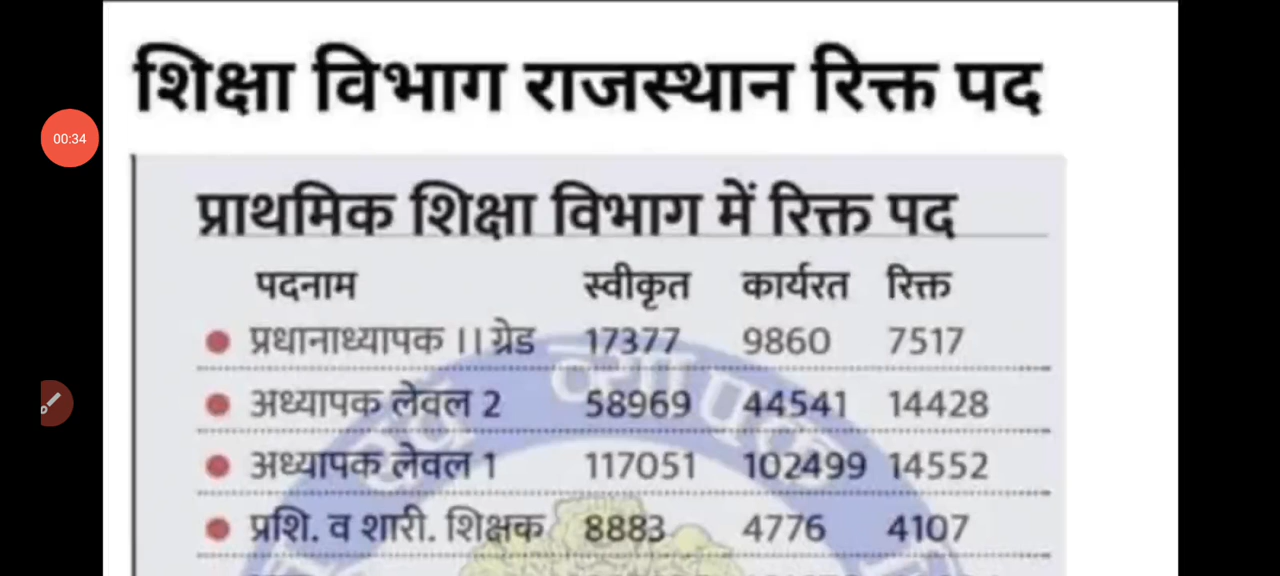 शिक्षा विभाग राजस्थान रिक्त पद
00:34
प्राथमिक शिक्षा विभाग में रिक्त पद
पदनाम स्वीकृत कार्यरत रिक्त
प्रधानाध्यापक ।। ग्रेड 17377 9860 7517
अध्यापक लेवल 2 58969 44541 14428
अध्यापक लेवल 1 117051 102499 14552
प्रशि. व शारी. शिक्षक 8883 4776 4107